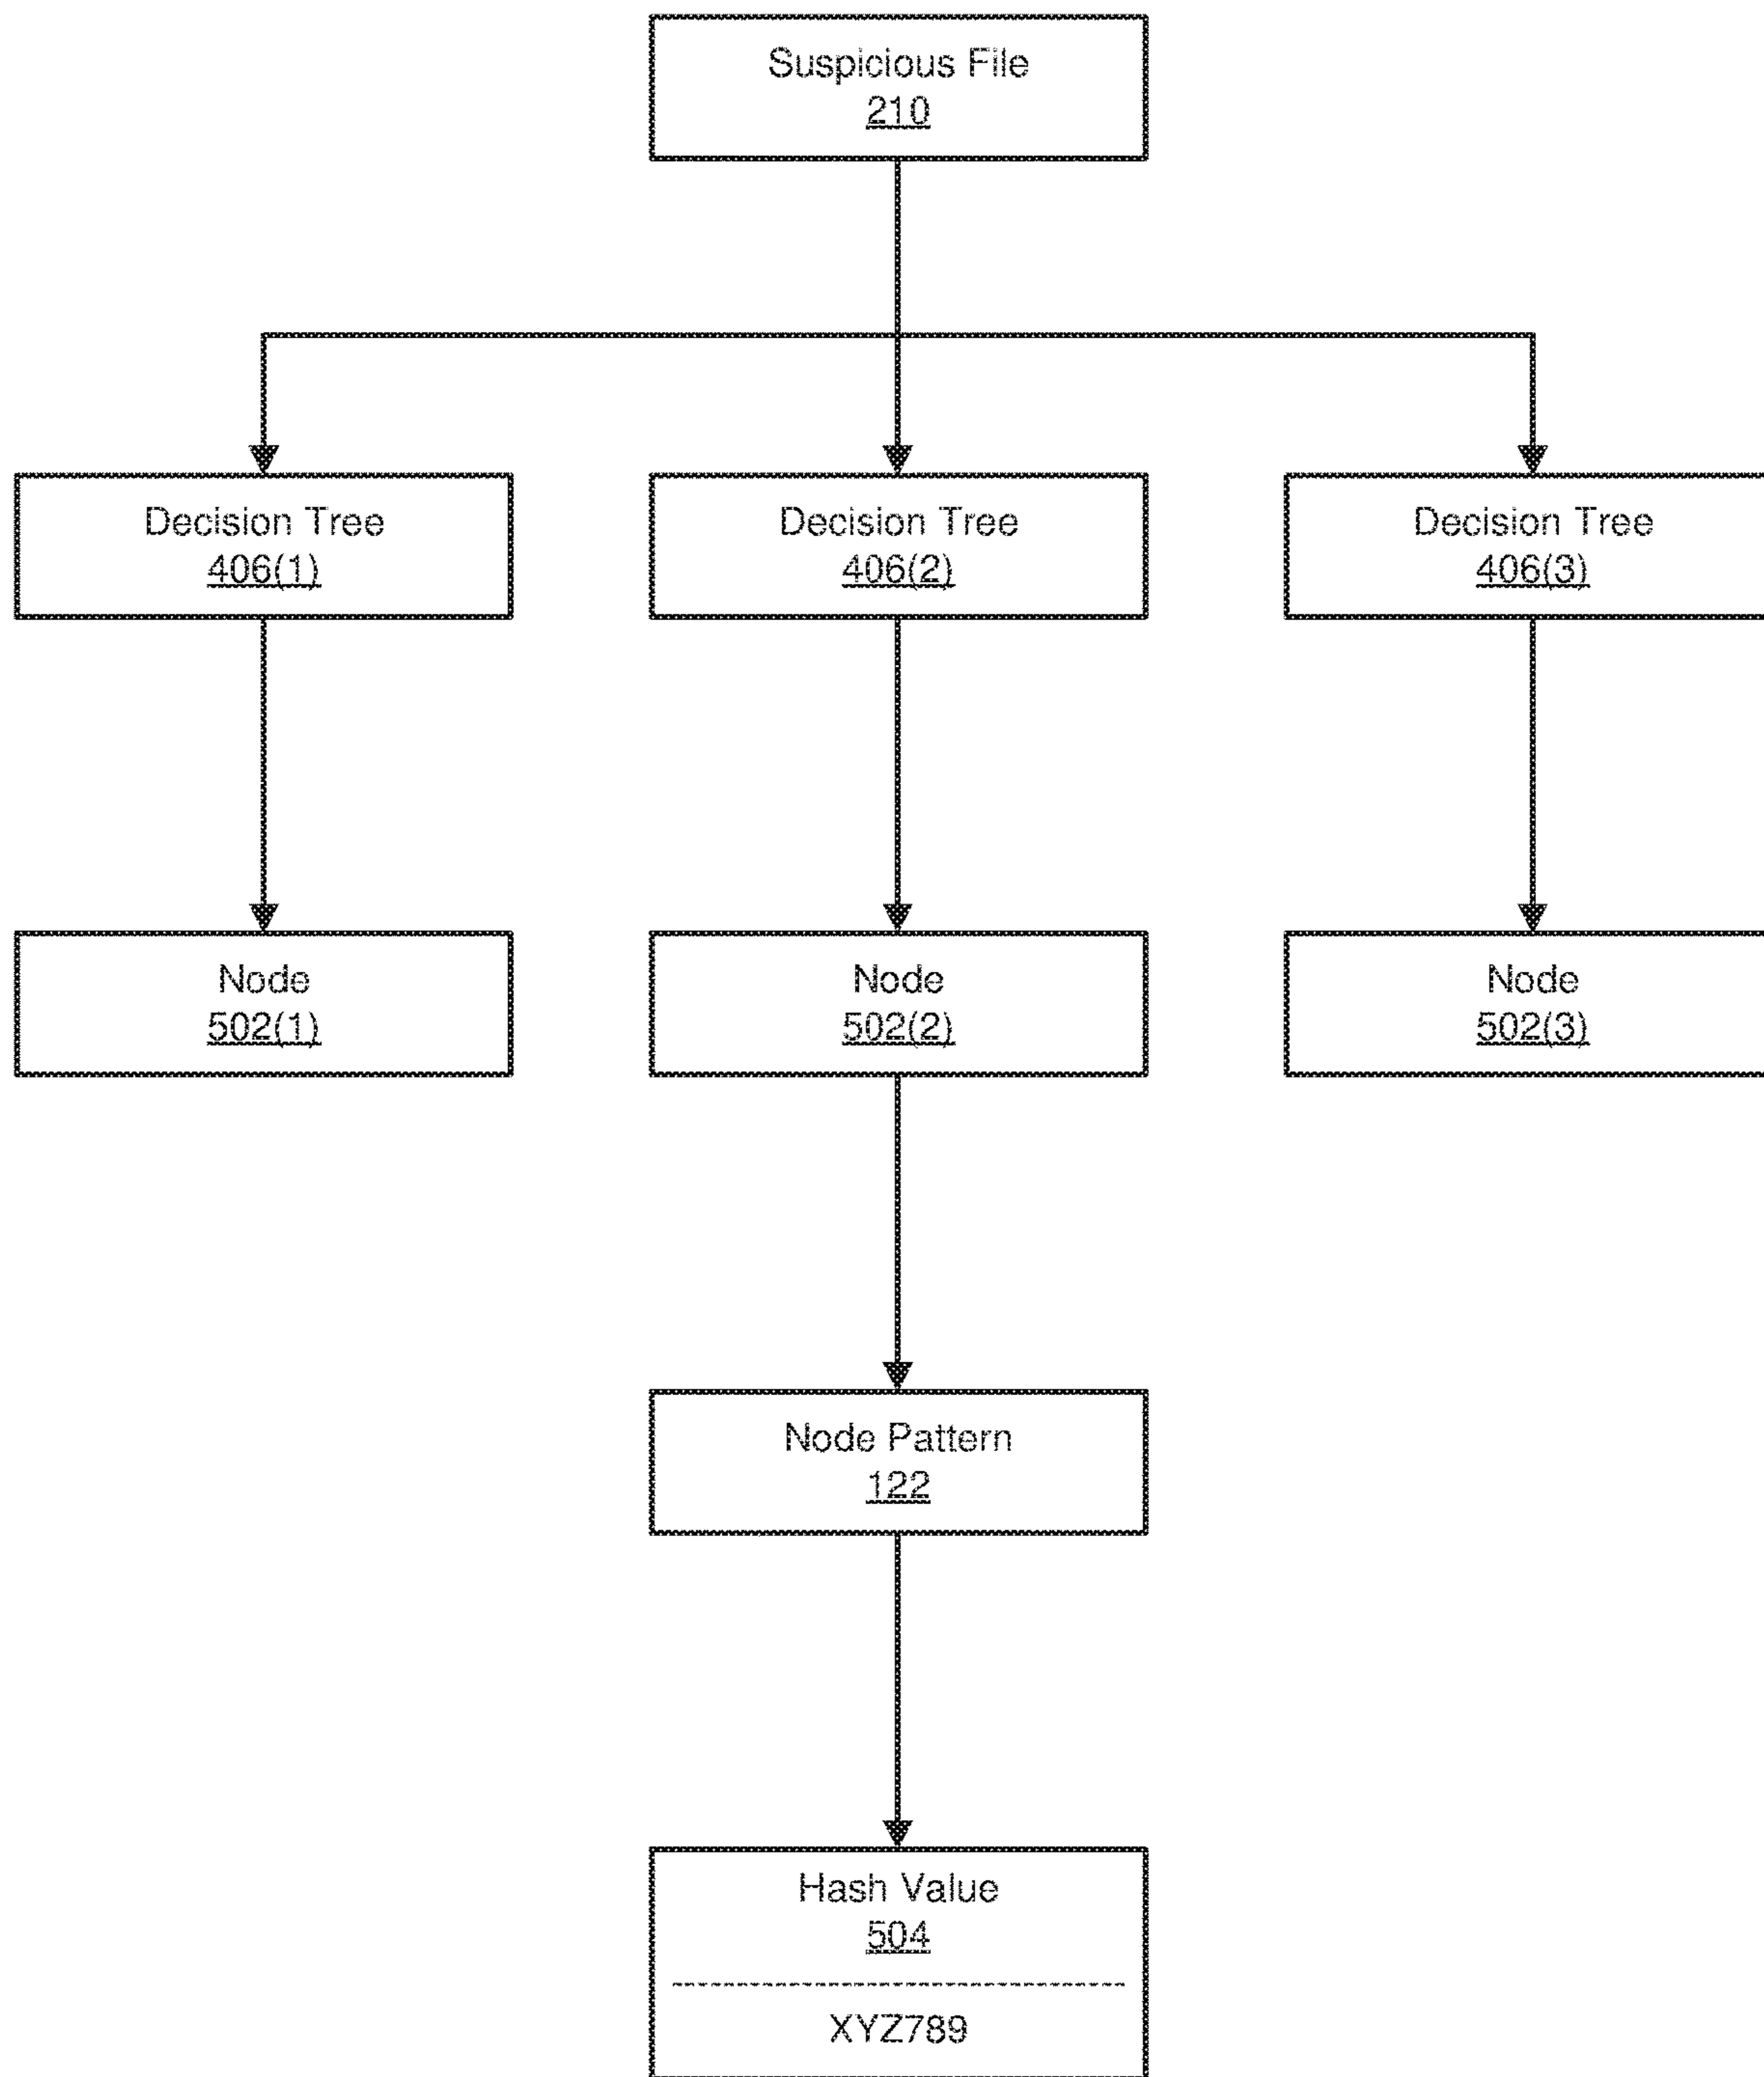 Suspicious File
210
Decision Tree
406(1)
Decision Tree
406(2)
Decision Tree
406(3)
Node
502(1)
Node
502(2)
Node
502(3)
Node Pattern
122
Hash Value
504
XYZ789